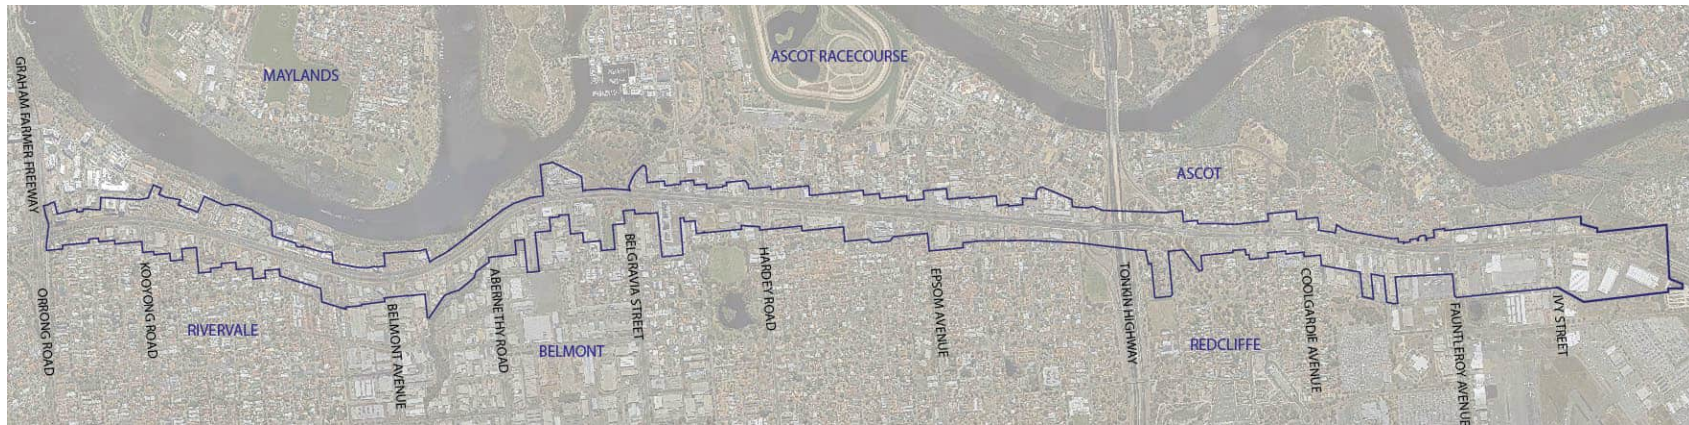 MAYLANDS
ASCOT RACECOURSE
ASCOT
GRAHAM FARMER FREEWAY
ORRONG ROAD
KOOYONG ROAD
RIVERVALE
BELMONT AVENUE
ABERNETHY ROAD
BELMONT
BELGRAVIA STREET
HARDEY ROAD
EPSOM AVENUE
TONKIN HIGHWAY
REDCLIFFE
COOLGARDIE AVENUE
FAUNTLEROY AVENUE
IVY STREET